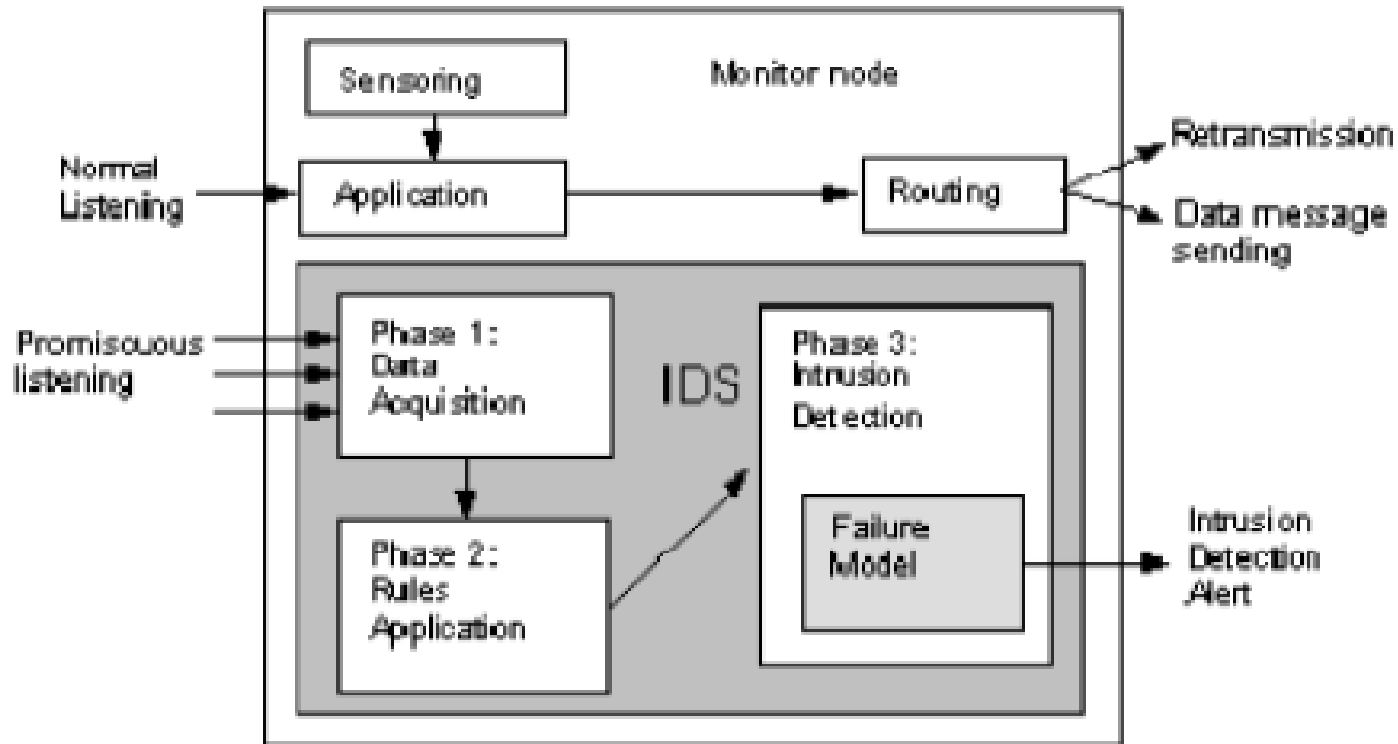 Sensoring
Monitor node
Normal
Listening
Application
Routing
Retransmission
Data message
sending
Promiscuous
listening
Phase 1:
Data
Acquisition
IDS
Phase 2:
Rules
Application
Phase 3:
Intrusion
Detection
Failure
Model
Intrusion
Detection
Alert